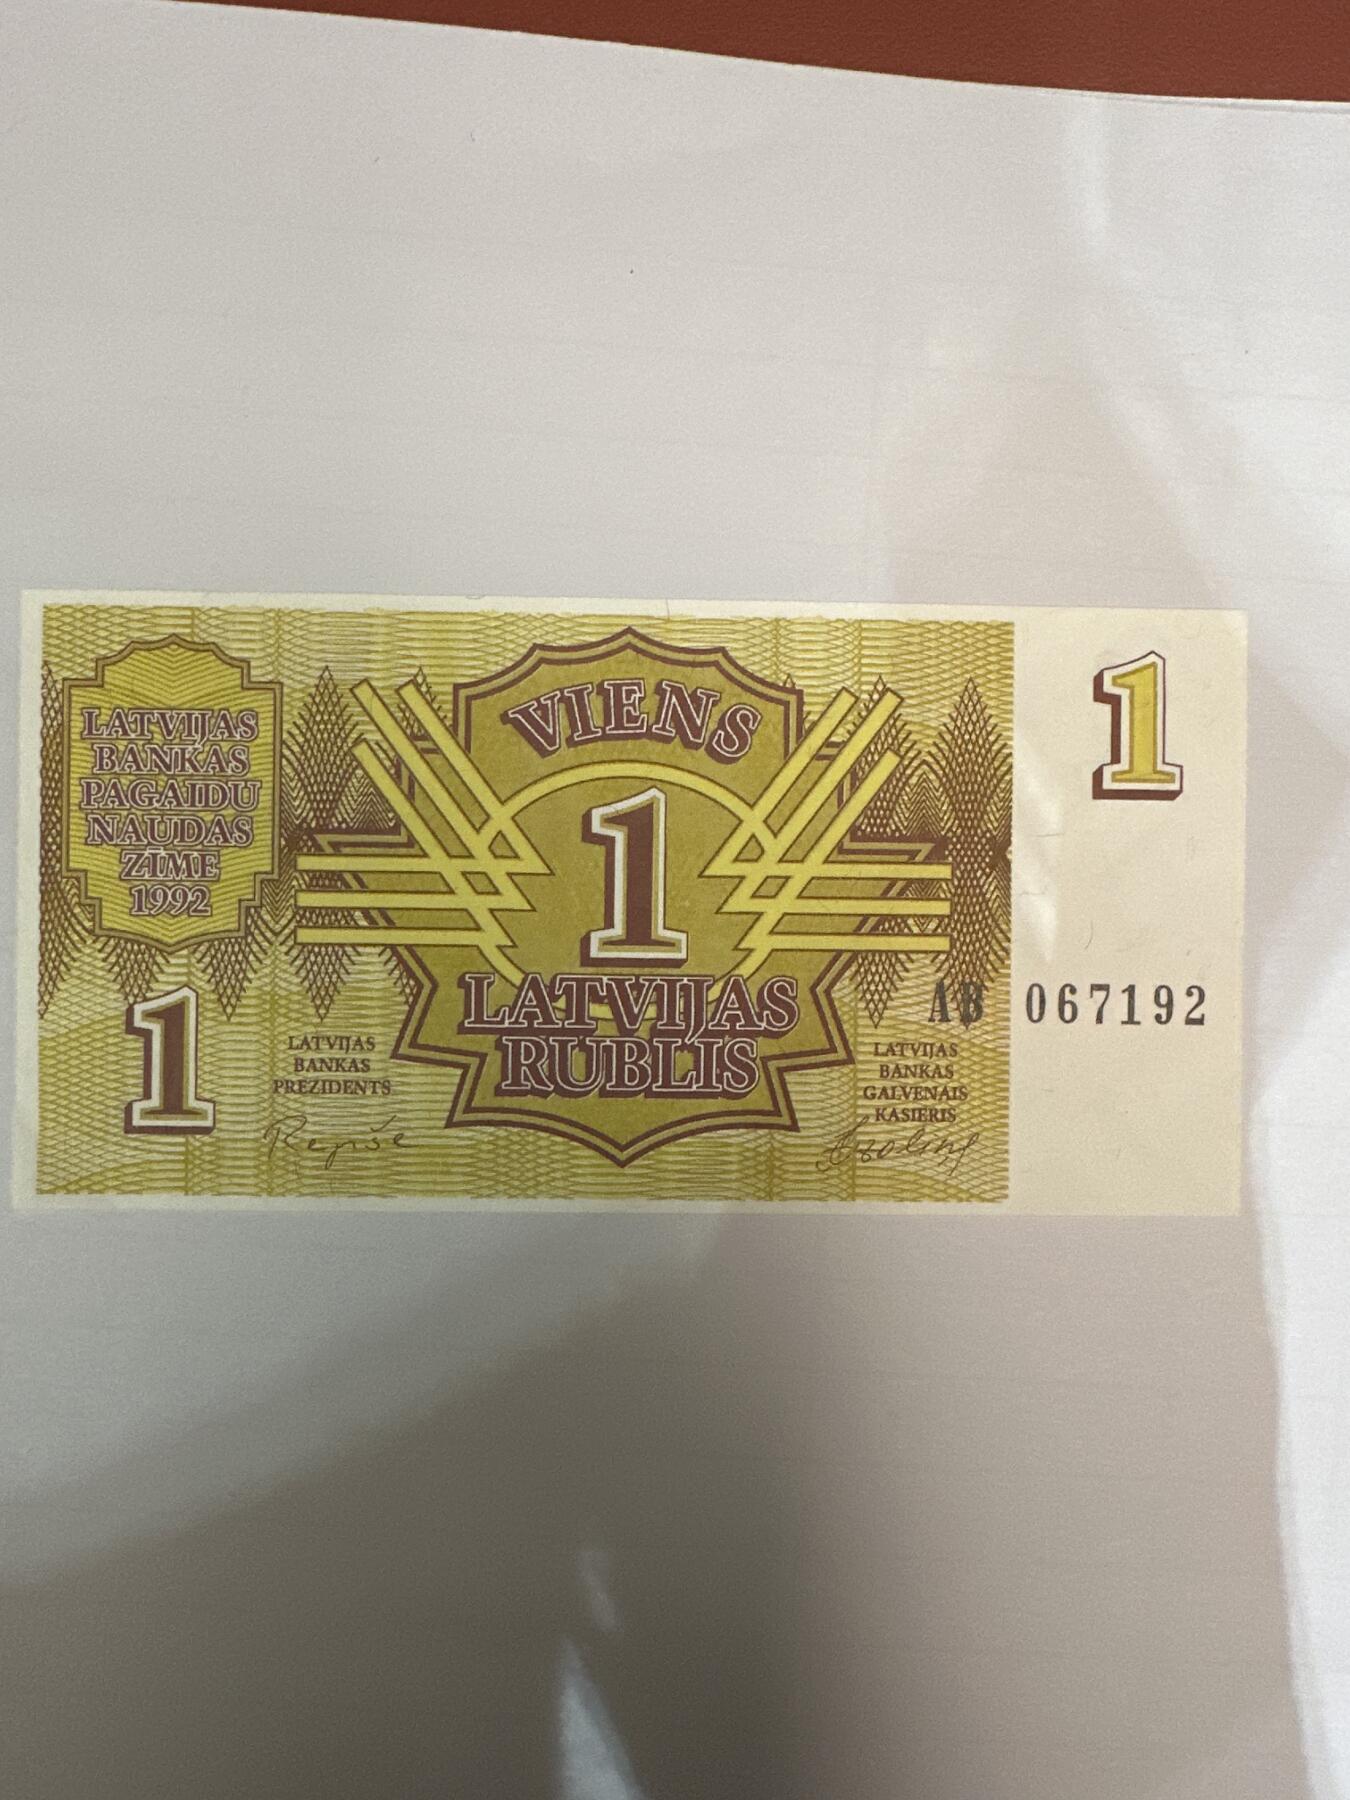 LATVIJAS
BANKAS
PAGAIDU
NAUDAS
ZĪME
1992
VIENS
1
LATVIJAS
RUBLIS
1
1
AB 067192
LATVIJAS
BANKAS
PREZIDENTS
Repše
LATVIJAS
BANKAS
GALVENAIS
KASIERIS